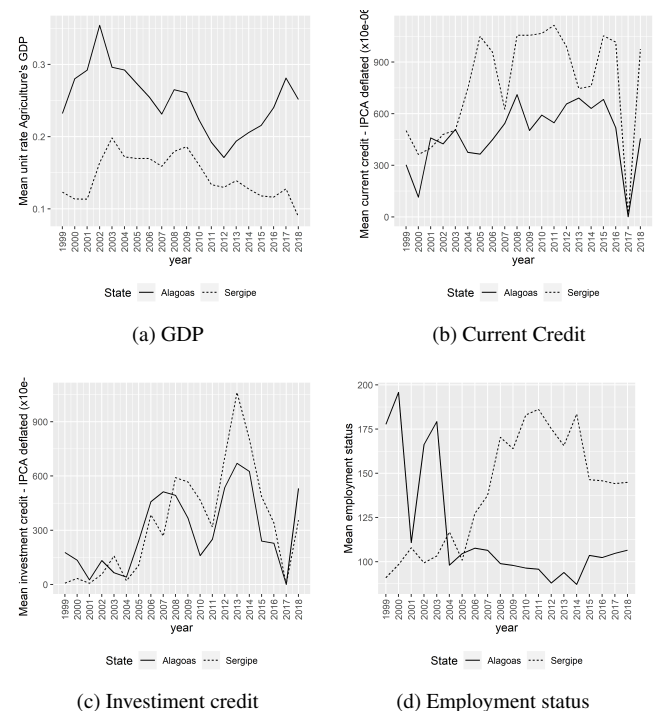 Mean unit rate Agriculture's GDP
0.3
0.2
0.1
1999 2000 2001 2002 2003 2004 2005 2006 2007 2008 2009 2010 2011 2012 2013 2014 2015 2016 2017 2018
year
State Alagoas Sergipe
(a) GDP
Mean current credit - IPCA deflated (x10e-06
900
600
300
0
1999 2000 2001 2002 2003 2004 2005 2006 2007 2008 2009 2010 2011 2012 2013 2014 2015 2016 2017 2018
year
State Alagoas Sergipe
(b) Current Credit
Mean investment credit - IPCA deflated (x10e-
900
600
300
0
1999 2000 2001 2002 2003 2004 2005 2006 2007 2008 2009 2010 2011 2012 2013 2014 2015 2016 2017 2018
year
State Alagoas Sergipe
(c) Investiment credit
Mean employment status
200
175
150
125
100
1999 2000 2001 2002 2003 2004 2005 2006 2007 2008 2009 2010 2011 2012 2013 2014 2015 2016 2017 2018
year
State Alagoas Sergipe
(d) Employment status